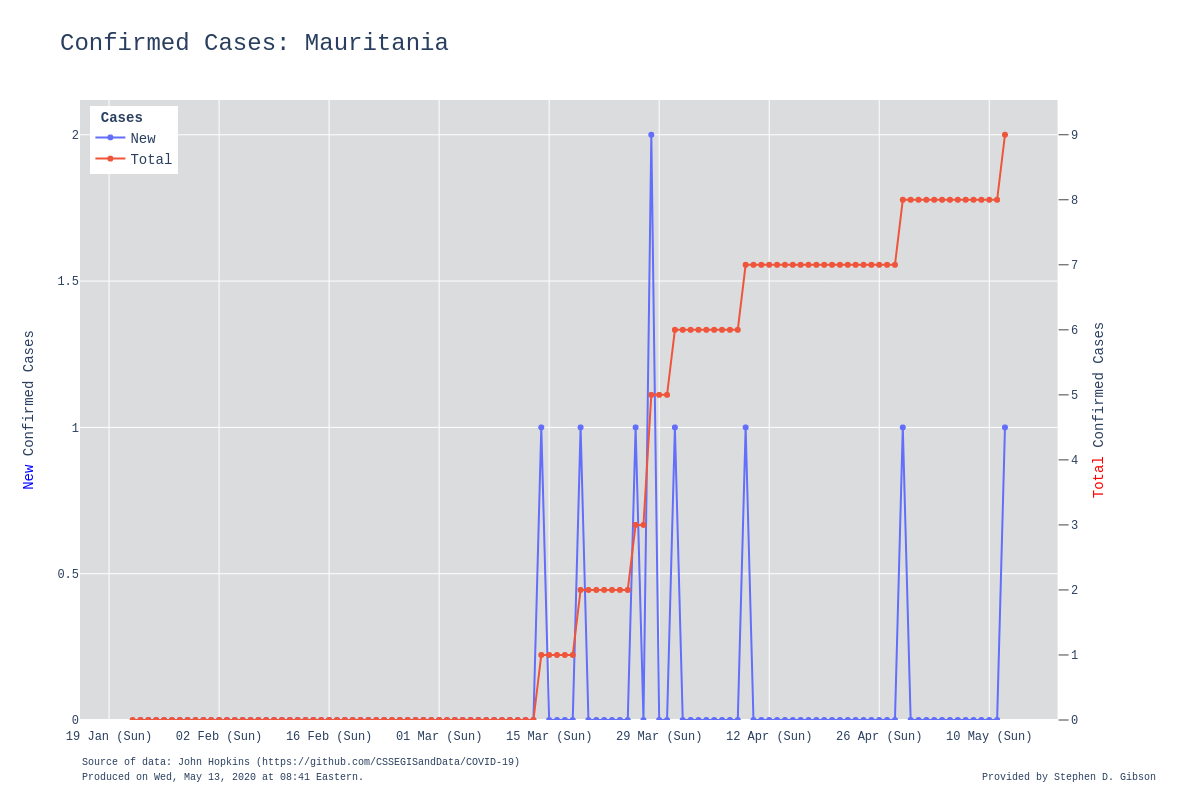 Confirmed Cases: Mauritania
Cases
New
Total
2
1.5
1
0.5
0
9
8
7
6
5
4
3
2
1
0
New Confirmed Cases
Total Confirmed Cases
19 Jan (Sun) 02 Feb (Sun) 16 Feb (Sun) 01 Mar (Sun) 15 Mar (Sun) 29 Mar (Sun) 12 Apr (Sun) 26 Apr (Sun) 10 May (Sun)
Source of data: John Hopkins (https://github.com/CSSEGISandData/COVID-19)
Produced on Wed, May 13, 2020 at 08:41 Eastern.
Provided by Stephen D. Gibson